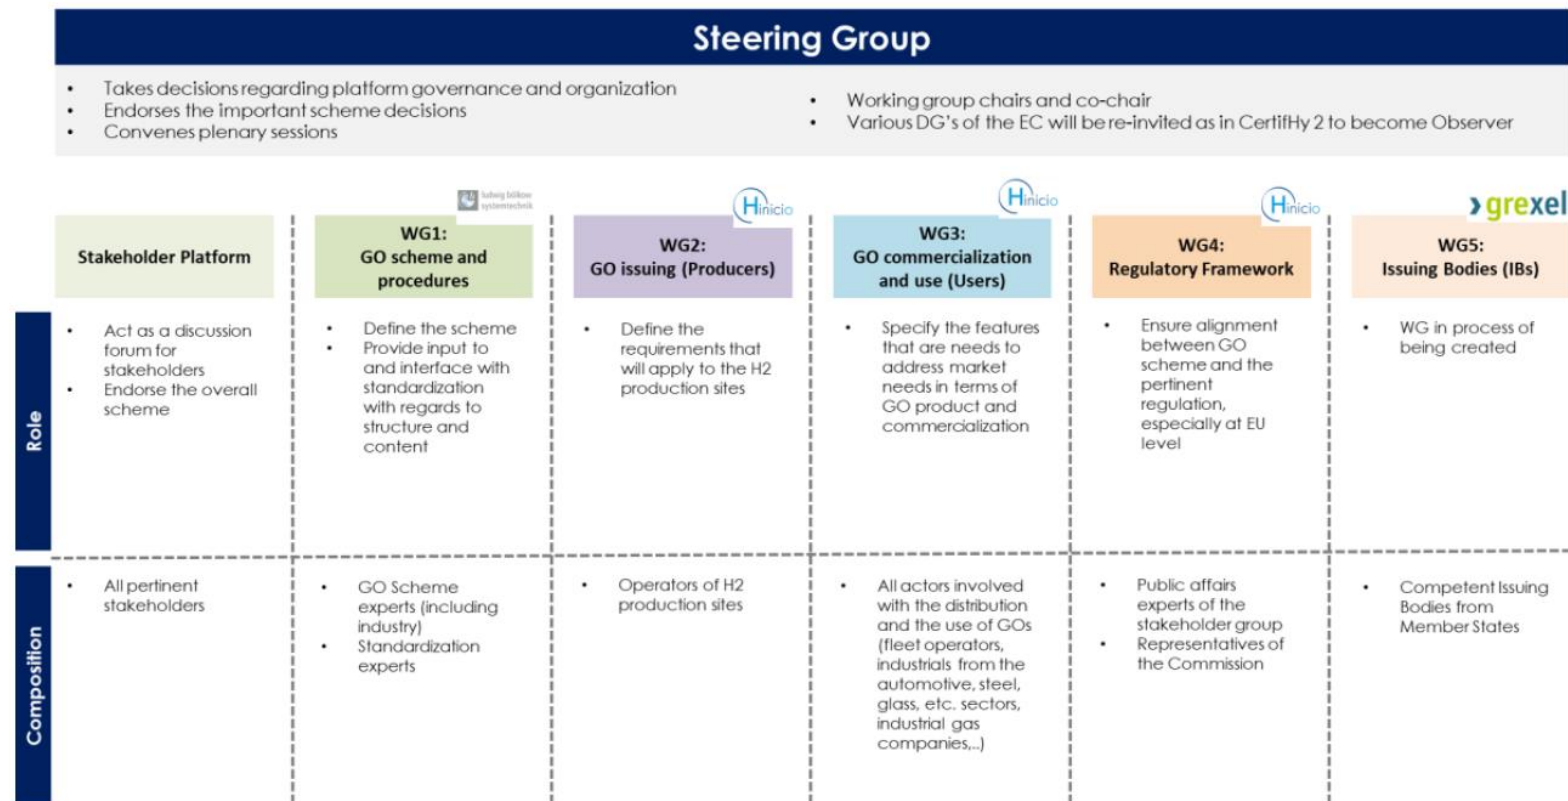 Steering Group
• Takes decisions regarding platform governance and organization
• Endorses the important scheme decisions
• Convenes plenary sessions
• Working group chairs and co-chair
• Various DG's of the EC will be re-invited as in CertifHy 2 to become Observer
ludwig bölkow
systemtechnik
Hinicio
Hinicio
Hinicio
grexel
Stakeholder Platform
WG1:
GO scheme and
procedures
WG2:
GO issuing (Producers)
WG3:
GO commercialization
and use (Users)
WG4:
Regulatory Framework
WG5:
Issuing Bodies (IBs)
Role
• Act as a discussion
forum for
stakeholders
• Endorse the overall
scheme
• Define the scheme
• Provide input to
and interface with
standardization
with regards to
structure and
content
• Define the
requirements that
will apply to the H2
production sites
• Specify the features
that are needs to
address market
needs in terms of
GO product and
commercialization
• Ensure alignment
between GO
scheme and the
pertinent
regulation,
especially at EU
level
• WG in process of
being created
Composition
• All pertinent
stakeholders
• GO Scheme
experts (including
industry)
• Standardization
experts
• Operators of H2
production sites
• All actors involved
with the distribution
and the use of GOs
(fleet operators,
industrials from the
automotive, steel,
glass, etc. sectors,
industrial gas
companies,..)
• Public affairs
experts of the
stakeholder group
• Representatives of
the Commission
• Competent Issuing
Bodies from
Member States